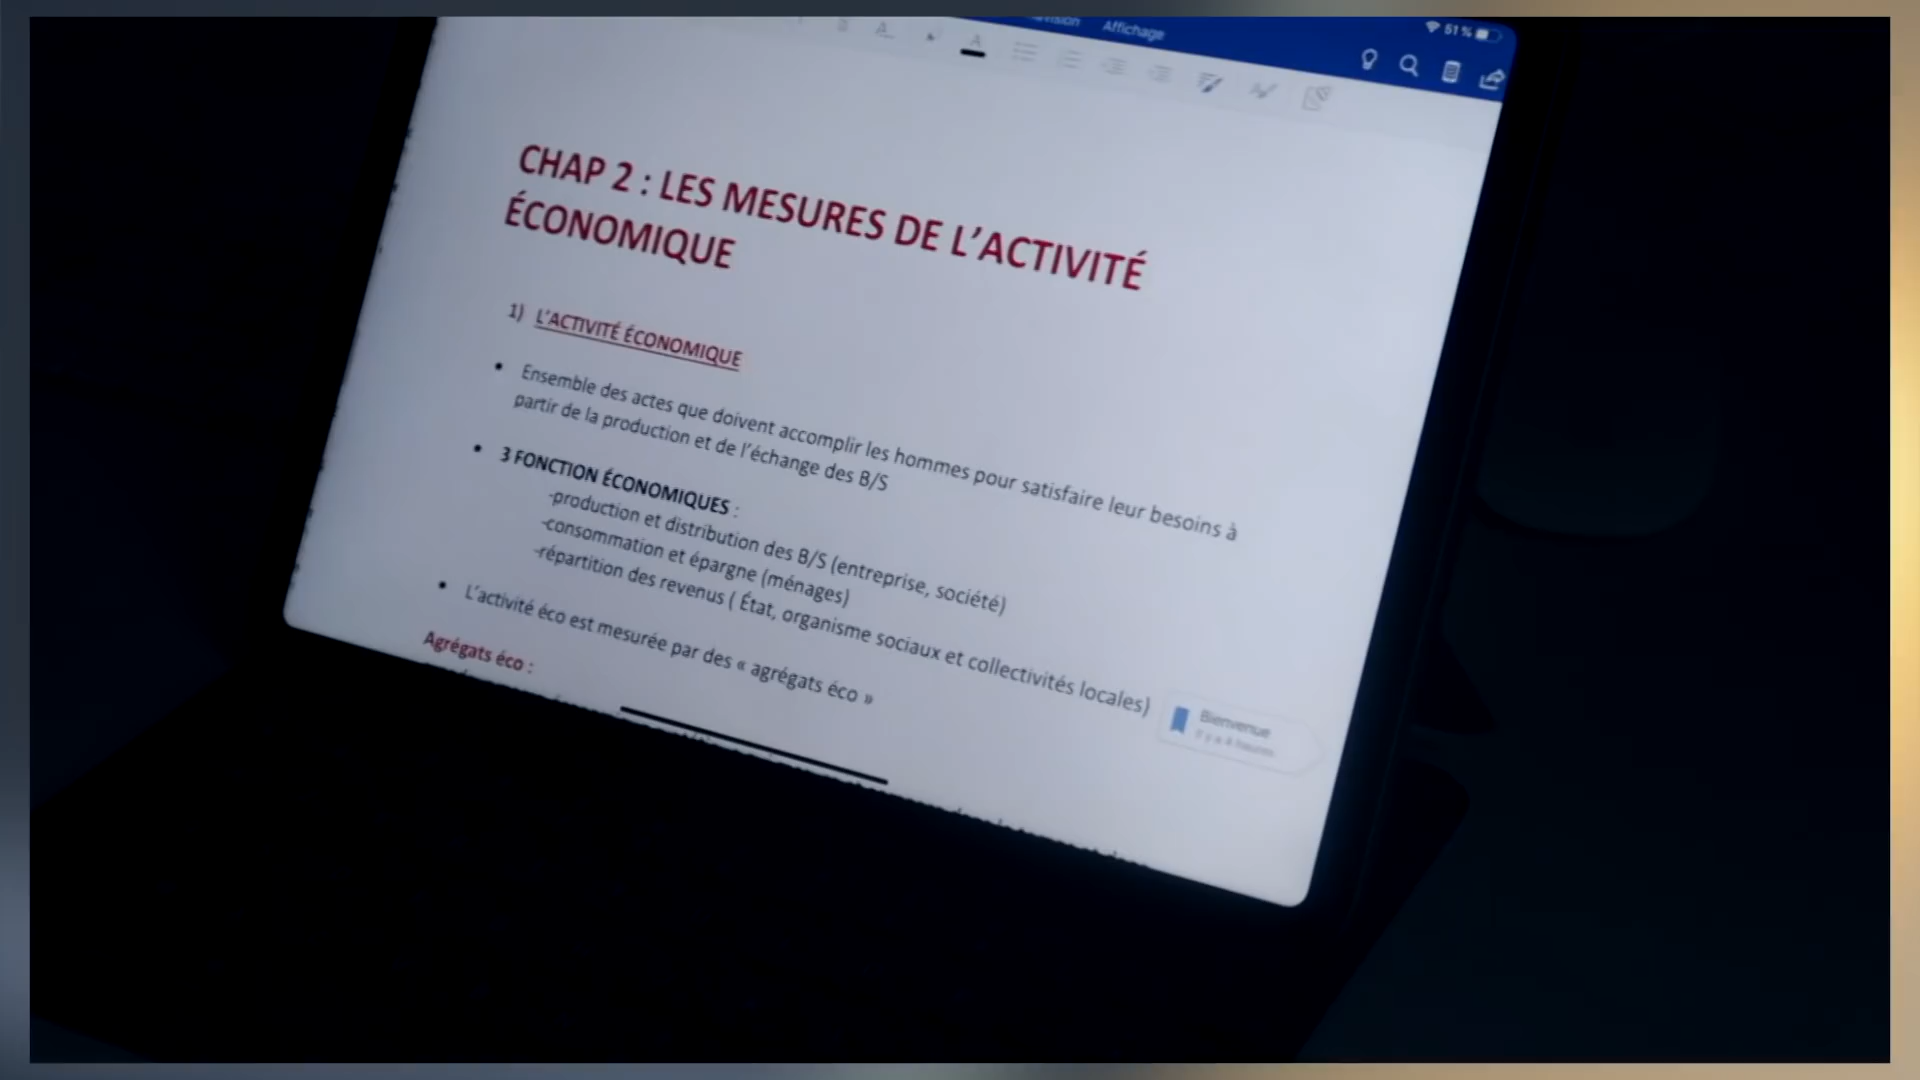 Affichage
51 %
CHAP 2 : LES MESURES DE L'ACTIVITÉ
ÉCONOMIQUE
1) L'ACTIVITÉ ÉCONOMIQUE
• Ensemble des actes que doivent accomplir les hommes pour satisfaire leur besoins à
partir de la production et de l'échange des B/S
• 3 FONCTION ÉCONOMIQUES :
-production et distribution des B/S (entreprise, société)
-consommation et épargne (ménages)
-répartition des revenus ( État, organisme sociaux et collectivités locales)
• L'activité éco est mesurée par des « agrégats éco »
Agrégats éco :
Bienvenue
Il y a 4 heures